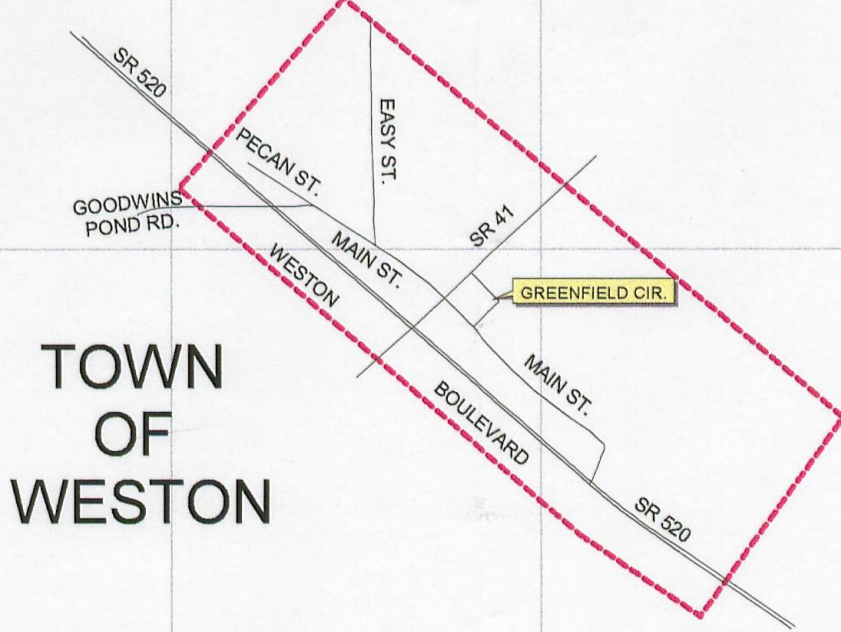 SR 520
PECAN ST.
EASY ST.
GOODWINS
POND RD.
SR 41
MAIN ST.
WESTON
GREENFIELD CIR.
TOWN
OF
WESTON
MAIN ST.
BOULEVARD
SR 520